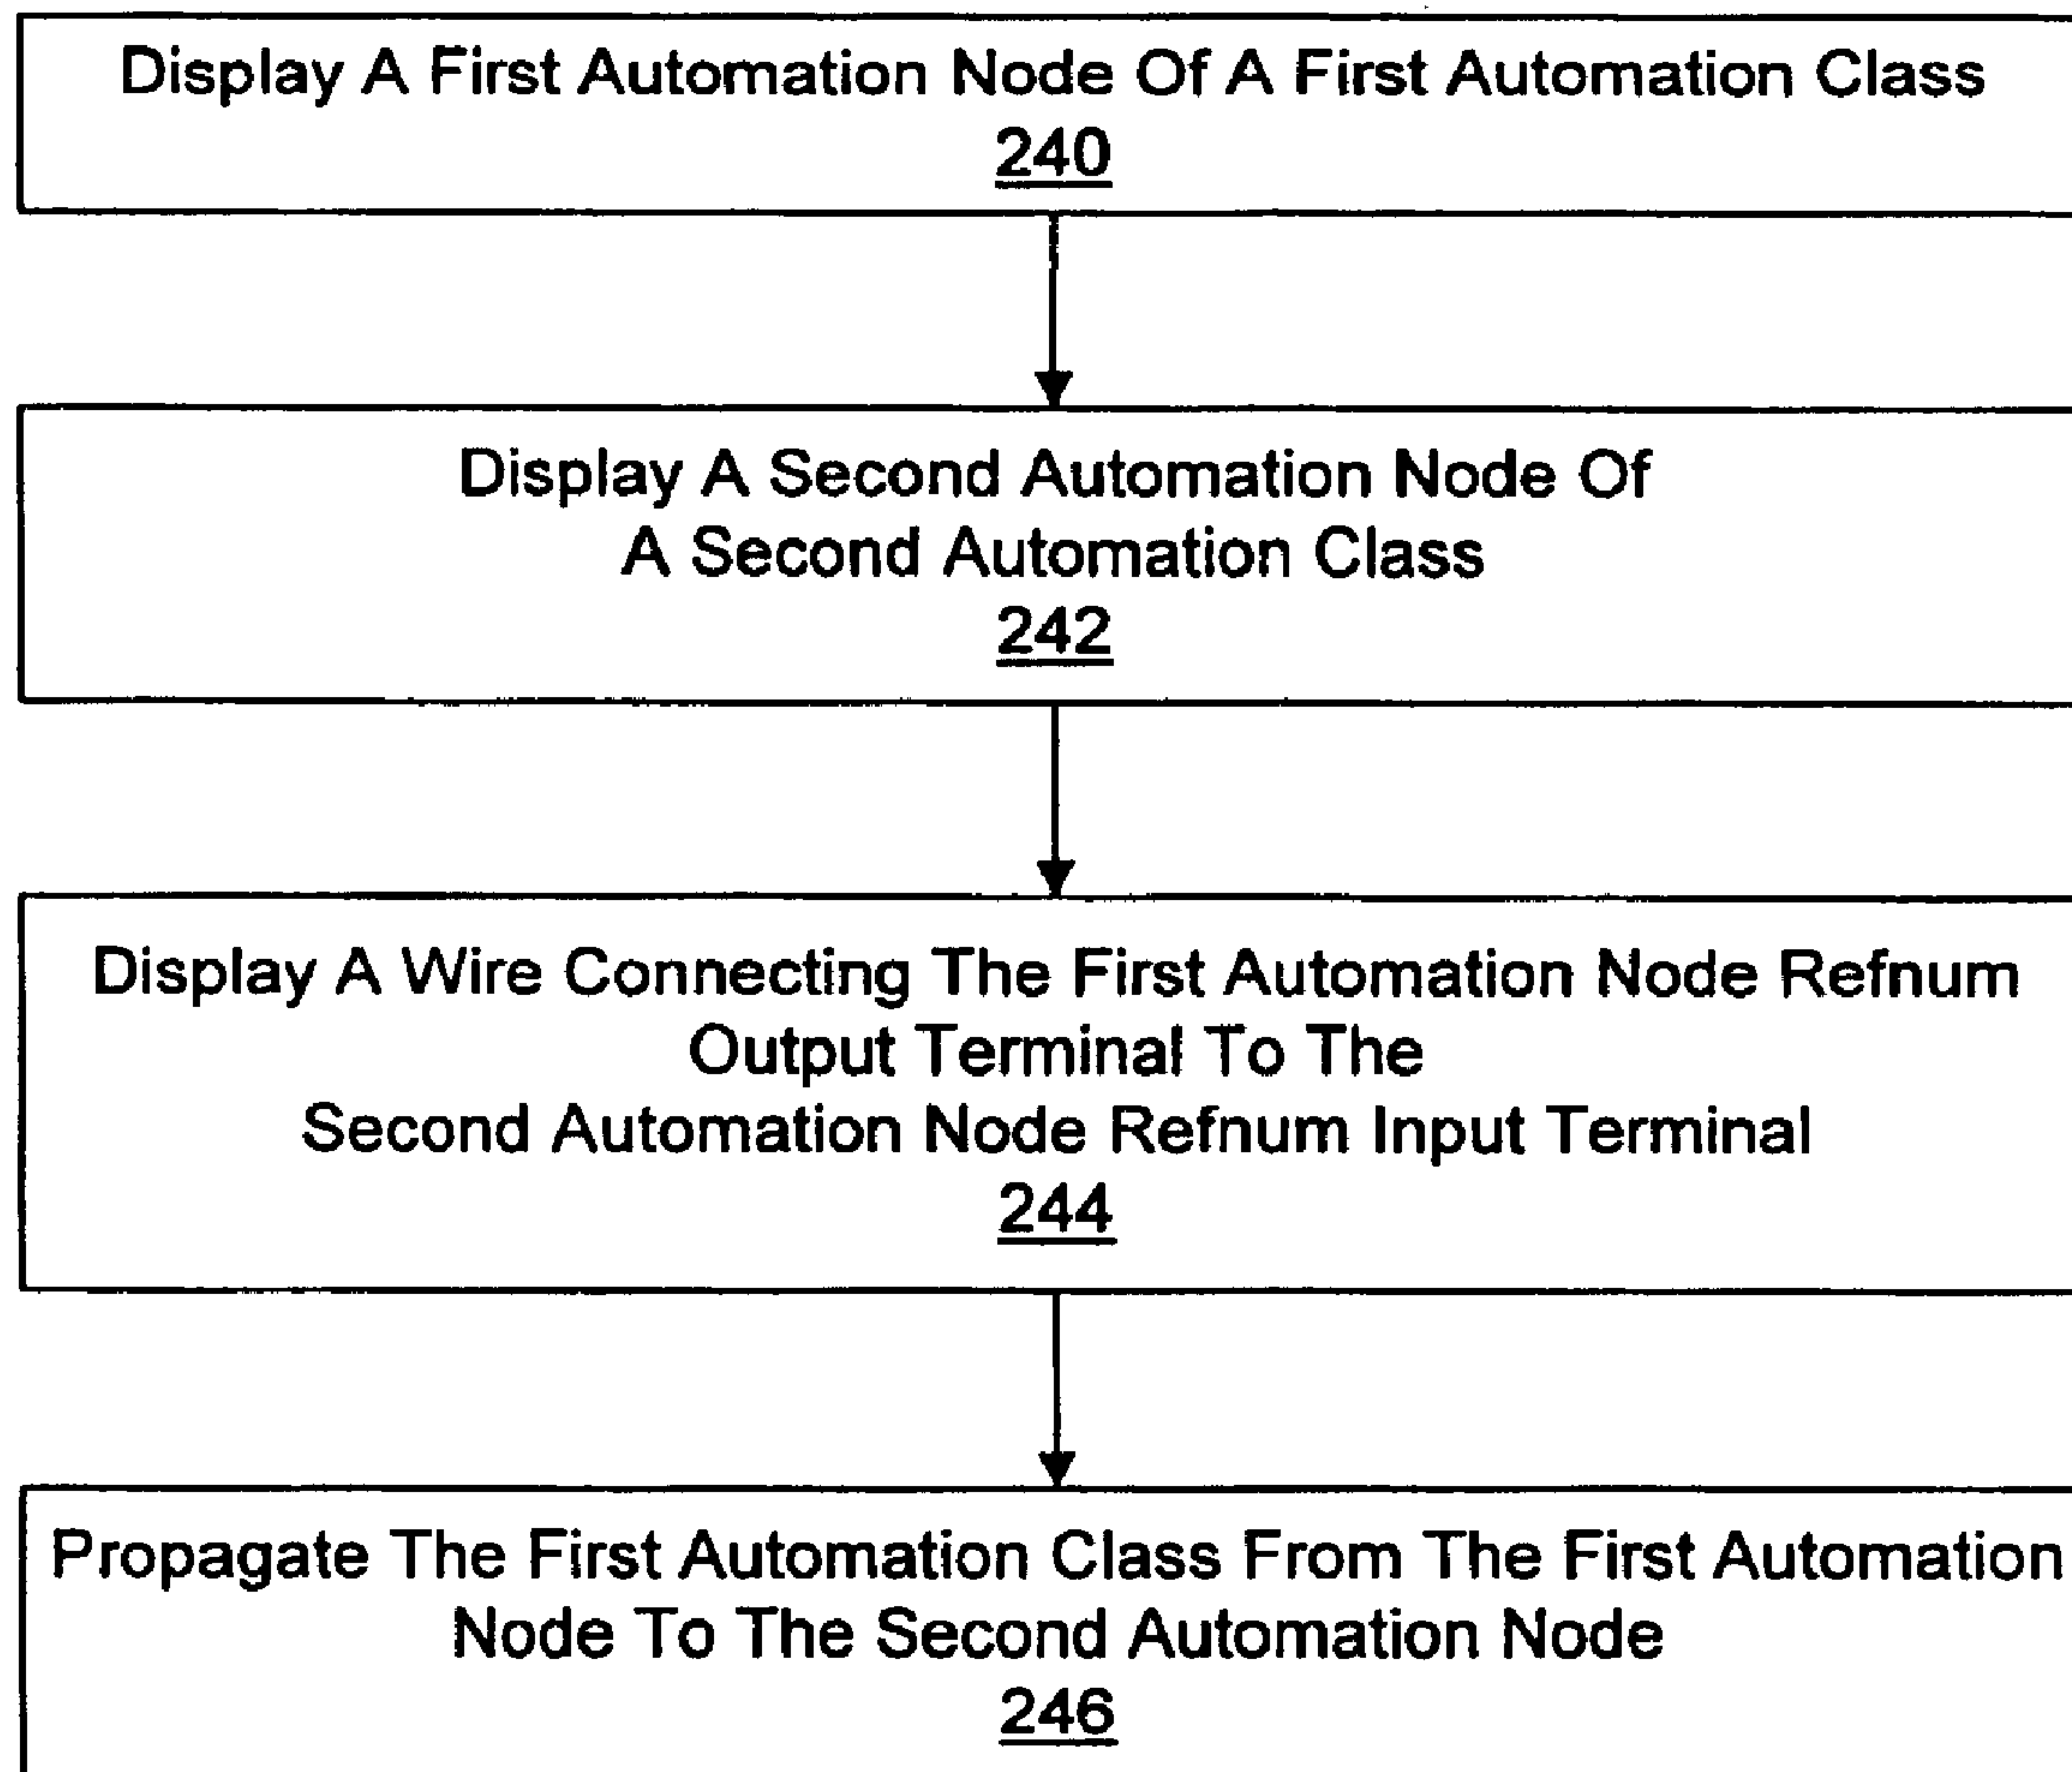 Display A First Automation Node Of A First Automation Class
240
Display A Second Automation Node Of
A Second Automation Class
242
Display A Wire Connecting The First Automation Node Refnum
Output Terminal To The
Second Automation Node Refnum Input Terminal
244
Propagate The First Automation Class From The First Automation
Node To The Second Automation Node
246